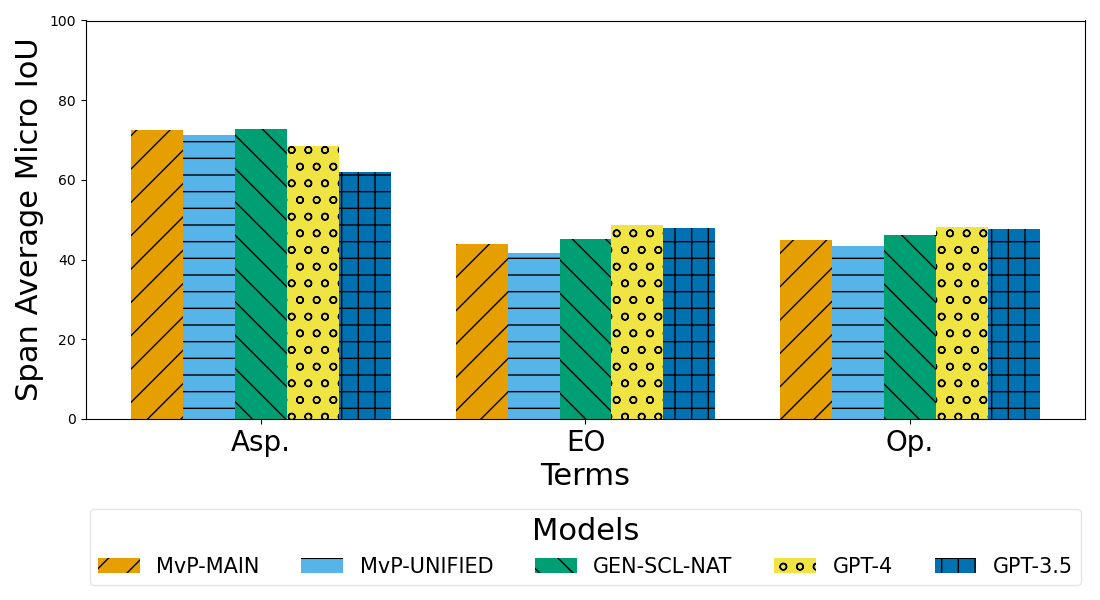 Span Average Micro IoU
100
80
60
40
20
0
Asp.
EO
Op.
Terms
Models
MvP-MAIN
MvP-UNIFIED
GEN-SCL-NAT
GPT-4
GPT-3.5